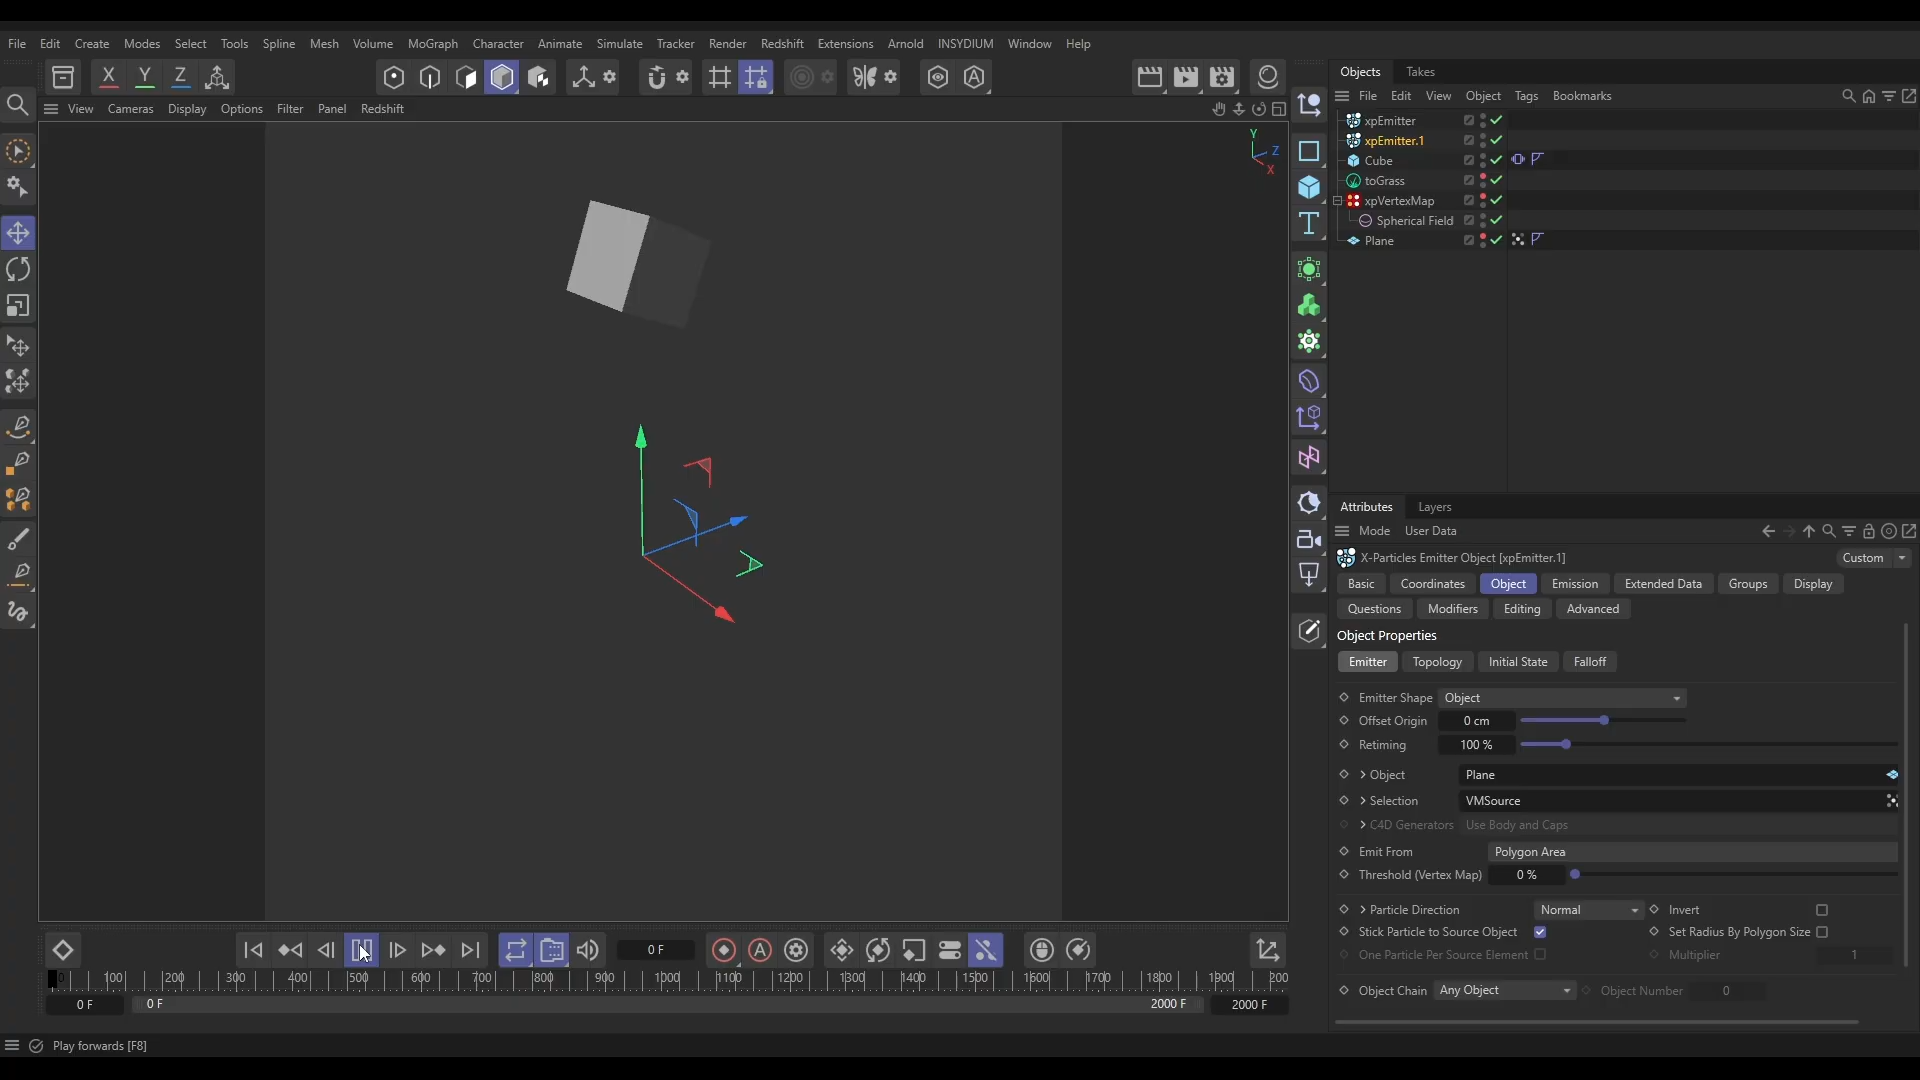 File Edit Create Modes Select Tools Spline Mesh Volume MoGraph Character Animate Simulate Tracker Render Redshift Extensions Arnold INSYDIUM Window Help
X Y Z
View Cameras Display Options Filter Panel Redshift
Y
Z
X
Objects Takes
File Edit View Object Tags Bookmarks
xpEmitter
xpEmitter.1
Cube
toGrass
xpVertexMap
Spherical Field
Plane
Attributes Layers
Mode User Data
X-Particles Emitter Object [xpEmitter.1] Custom
Basic Coordinates Object Emission Extended Data Groups Display
Questions Modifiers Editing Advanced
Object Properties
Emitter Topology Initial State Falloff
Emitter Shape Object
Offset Origin 0 cm
Retiming 100 %
Object Plane
Selection VMSource
C4D Generators Use Body and Caps
Emit From Polygon Area
Threshold (Vertex Map) 0 %
Particle Direction Normal Invert
Stick Particle to Source Object Set Radius By Polygon Size
One Particle Per Source Element Multiplier 1
Object Chain Any Object Object Number 0
0 F
0 100 200 300 400 500 600 700 800 900 1000 1100 1200 1300 1400 1500 1600 1700 1800 1900 200
0 F 0 F 2000 F 2000 F
Play forwards [F8]